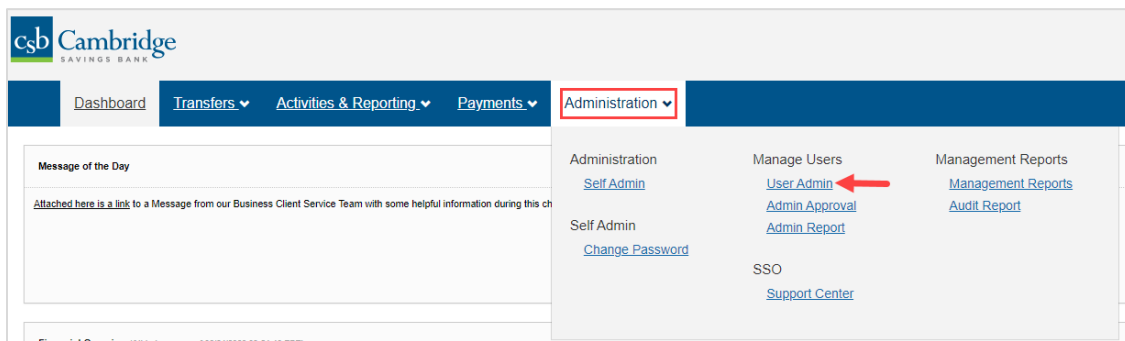 csb Cambridge
SAVINGS BANK
Dashboard Transfers Activities & Reporting Payments Administration
Message of the Day
Attached here is a link to a Message from our Business Client Service Team with some helpful information during this ch
Administration
Self Admin
Self Admin
Change Password
Manage Users
User Admin
Admin Approval
Admin Report
SSO
Support Center
Management Reports
Management Reports
Audit Report